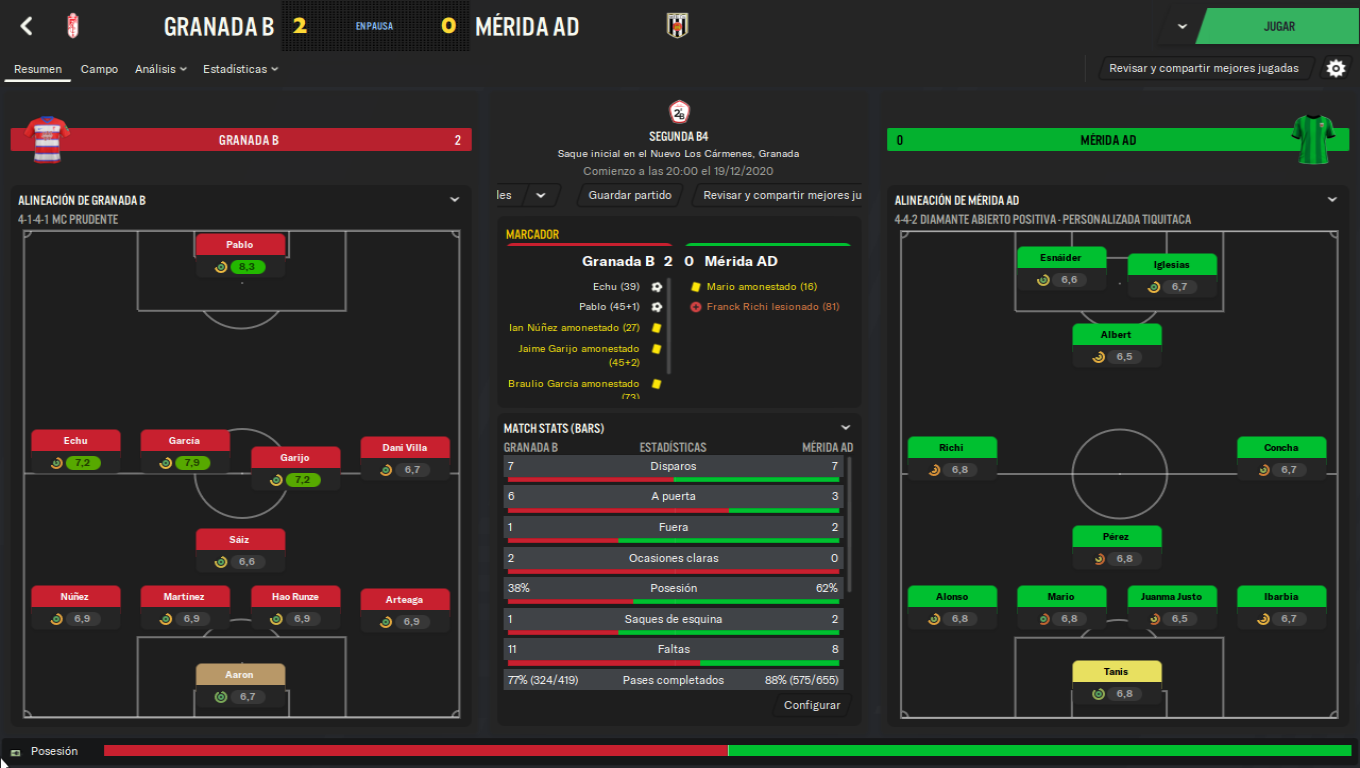 GRANADA B 2 EN PAUSA 0 MÉRIDA AD
JUGAR
Resumen Campo Análisis Estadísticas
Revisar y compartir mejores jugadas
GRANADA B 2
2B
SEGUNDA B4
Saque inicial en el Nuevo Los Cármenes, Granada
Comienzo a las 20:00 el 19/12/2020
les Guardar partido Revisar y compartir mejores ju
0 MÉRIDA AD
ALINEACIÓN DE GRANADA B
4-1-4-1 MC PRUDENTE
Pablo
8,3
Echu
7,2
García
7,9
Garijo
7,2
Dani Villa
6,7
Sáiz
6,6
Núñez
6,9
Martínez
6,9
Hao Runze
6,9
Arteaga
6,9
Aaron
6,7
MARCADOR
Granada B 2 0 Mérida AD
Echu (39)
Pablo (45+1)
Ian Núñez amonestado (27)
Jaime Garijo amonestado
(45+2)
Braulio García amonestado
(73)
Mario amonestado (16)
Franck Richi lesionado (81)
MATCH STATS (BARS)
GRANADA B ESTADÍSTICAS MÉRIDA AD
7 Disparos 7
6 A puerta 3
1 Fuera 2
2 Ocasiones claras 0
38% Posesión 62%
1 Saques de esquina 2
11 Faltas 8
77% (324/419) Pases completados 88% (575/655)
Configurar
ALINEACIÓN DE MÉRIDA AD
4-4-2 DIAMANTE ABIERTO POSITIVA - PERSONALIZADA TIQUITACA
Esnáider
6,6
Iglesias
6,7
Albert
6,5
Richi
6,8
Concha
6,7
Pérez
6,8
Alonso
6,8
Mario
6,8
Juanma Justo
6,5
Ibarbia
6,7
Tanis
6,8
Posesión